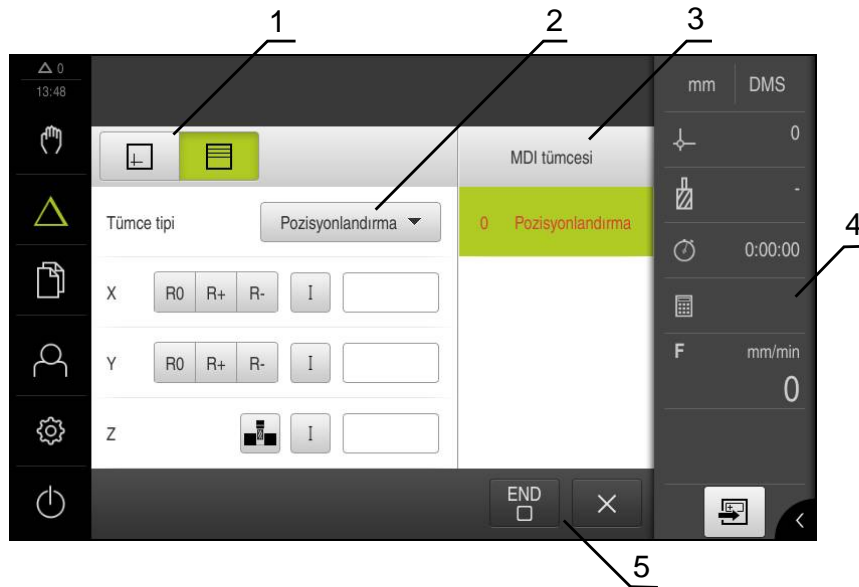 1
2
3
△ 0
13:48
mm DMS
0
MDI tümcesi
-
Tümce tipi Pozisyonlandırma
0 Pozisyonlandırma
4
0:00:00
X R0 R+ R- I
F mm/min
0
Y R0 R+ R- I
Z I
END
5